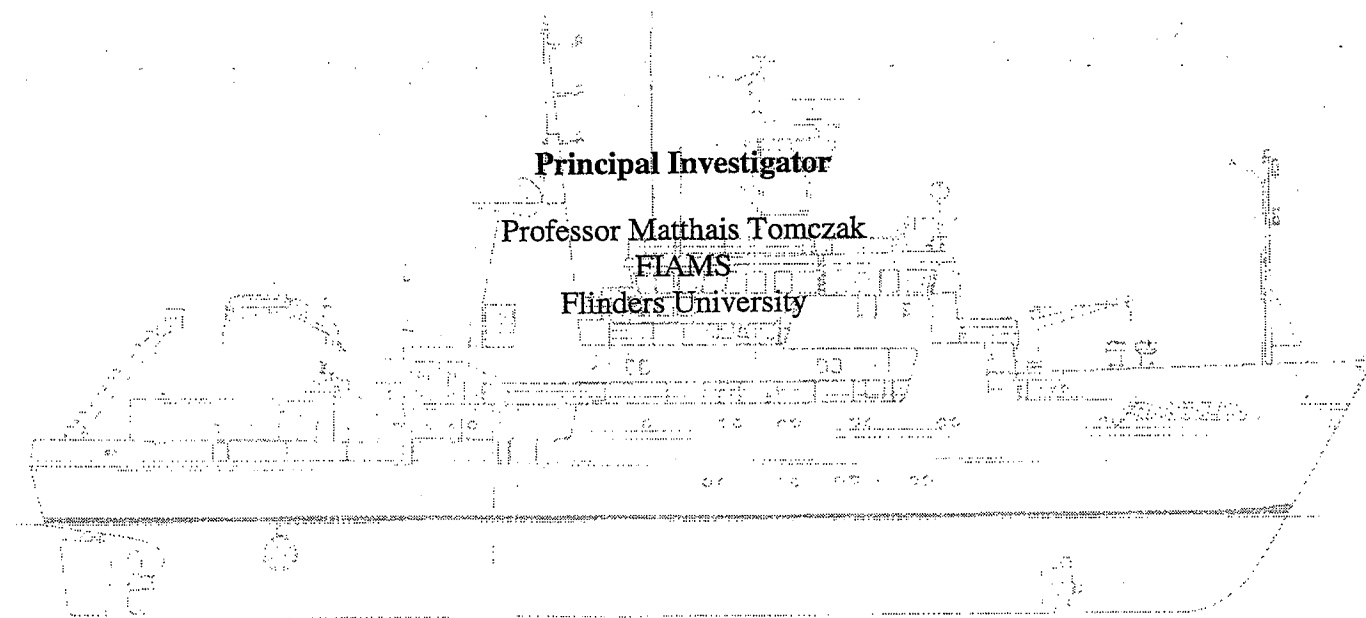 Principal Investigator
Professor Matthais Tomczak
FIAMS
Flinders University